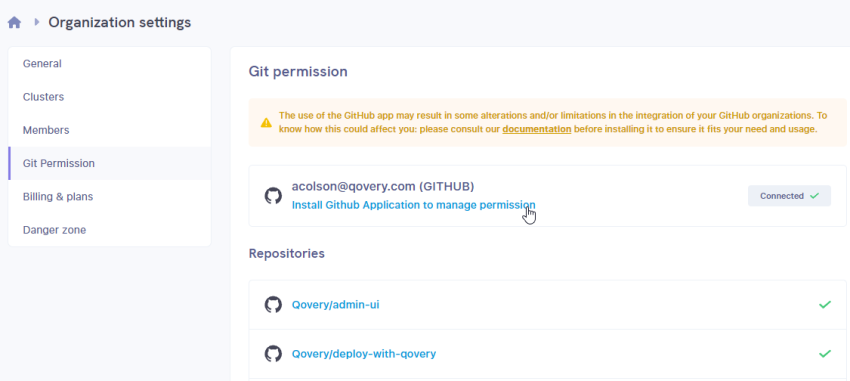 Organization settings
General
Clusters
Members
Git Permission
Billing & plans
Danger zone
Git permission
The use of the GitHub app may result in some alterations and/or limitations in the integration of your GitHub organizations. To
know how this could affect you: please consult our documentation before installing it to ensure it fits your need and usage.
acolson@qovery.com (GITHUB)
Install Github Application to manage permission
Connected
Repositories
Qovery/admin-ui
Qovery/deploy-with-qovery